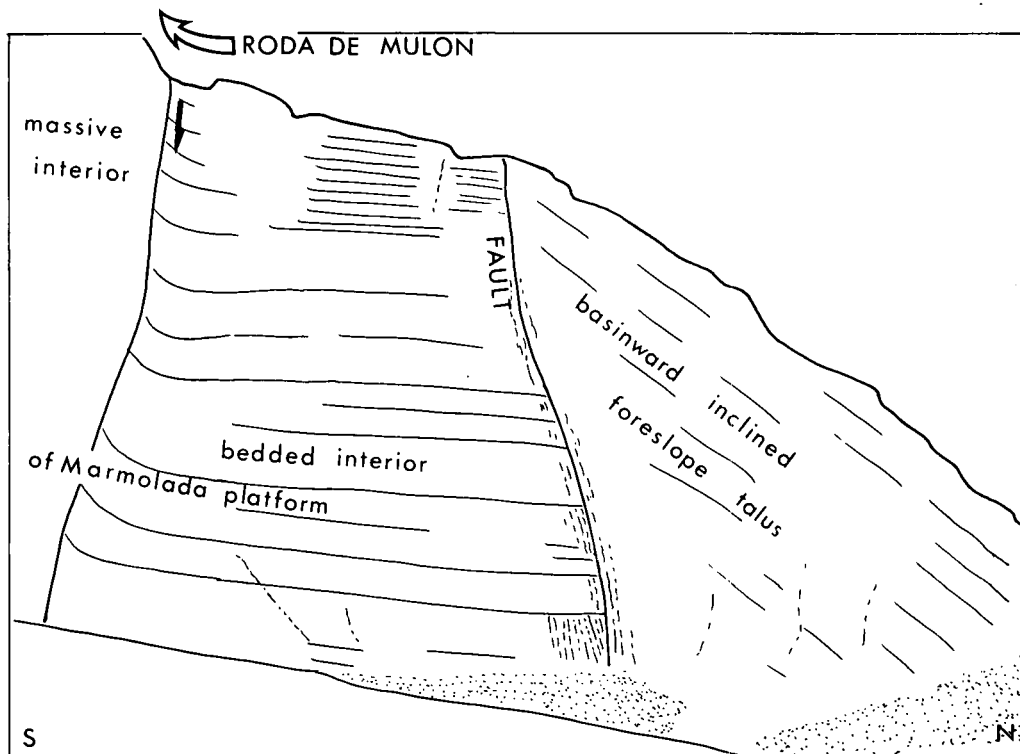 RODA DE MULON
massive
interior
FAULT
basinward inclined
foreslope talus
bedded interior
of Marmolada platform
S
N